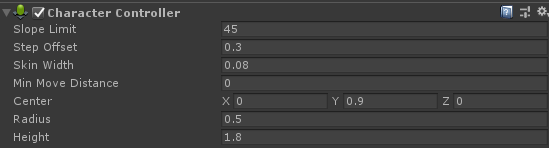 Character Controller
Slope Limit 45
Step Offset 0.3
Skin Width 0.08
Min Move Distance 0
Center X 0 Y 0.9 Z 0
Radius 0.5
Height 1.8